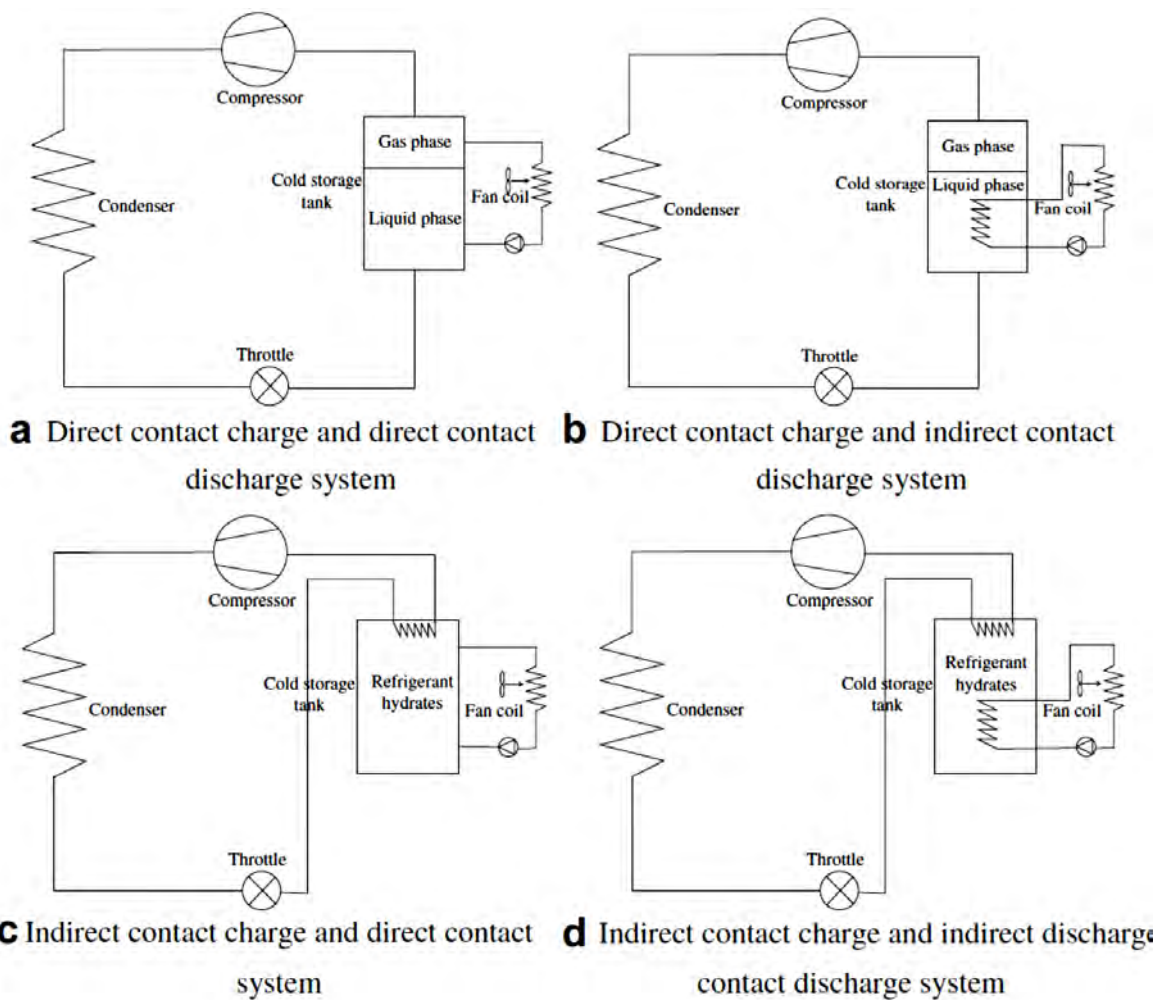 Compressor
Gas phase
Cold storage
tank
Fan coil
Condenser
Liquid phase
Throttle
a Direct contact charge and direct contact
discharge system
Compressor
Gas phase
Cold storage
tank
Liquid phase
Fan coil
Condenser
Throttle
b Direct contact charge and indirect contact
discharge system
Compressor
Cold storage
tank
Refrigerant
hydrates
Fan coil
Condenser
Throttle
c Indirect contact charge and direct contact
system
Compressor
Cold storage
tank
Refrigerant
hydrates
Fan coil
Condenser
Throttle
d Indirect contact charge and indirect discharge
contact discharge system